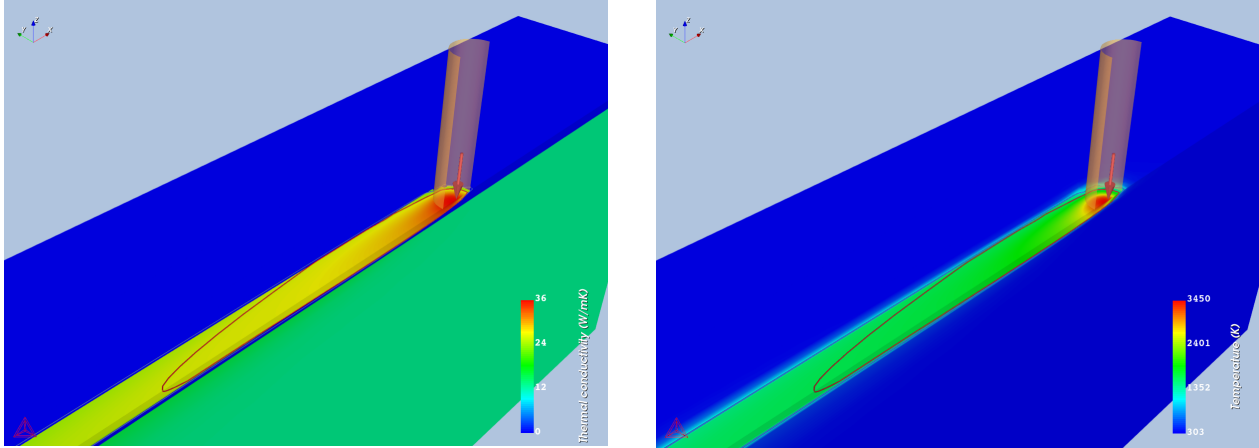 Z
Y
X
36
24
12
0
Thermal conductivity (W/mK)
Z
Y
X
3450
2401
1352
303
Temperature (K)